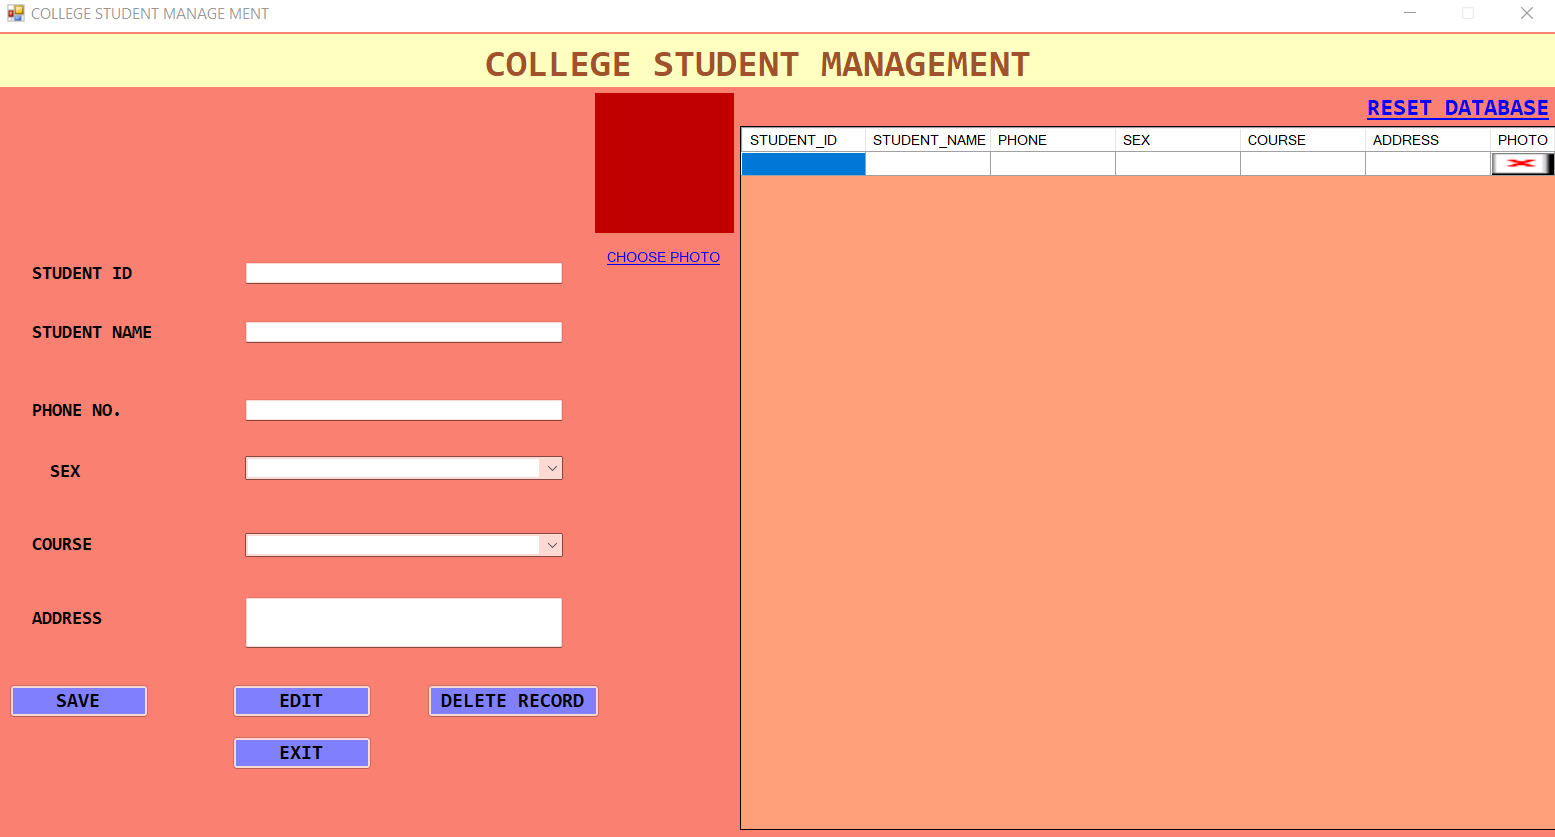 COLLEGE STUDENT MANAGE MENT
COLLEGE STUDENT MANAGEMENT
RESET DATABASE
STUDENT_ID STUDENT_NAME PHONE SEX COURSE ADDRESS PHOTO
CHOOSE PHOTO
STUDENT ID
STUDENT NAME
PHONE NO.
SEX
COURSE
ADDRESS
SAVE EDIT DELETE RECORD
EXIT